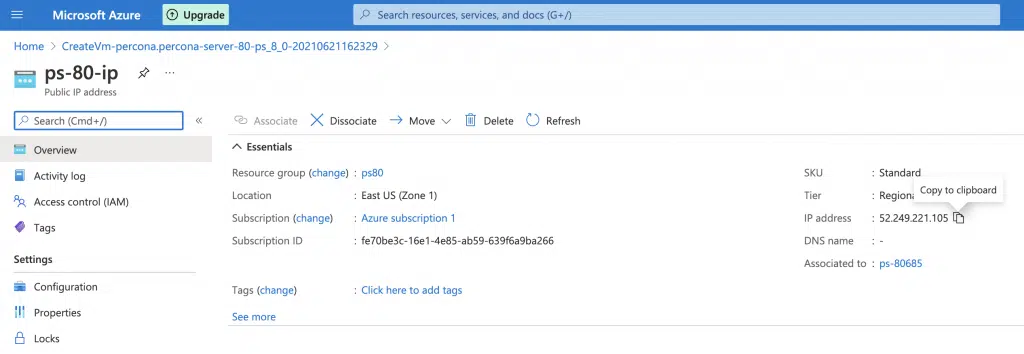 Microsoft Azure
Upgrade
Search resources, services, and docs (G+/)
Home > CreateVm-percona.percona-server-80-ps_8_0-20210621162329 >
ps-80-ip
...
Public IP address
Search (Cmd+/)
«
Associate
Dissociate
Move
Delete
Refresh
Overview
Activity log
Access control (IAM)
Tags
Settings
Configuration
Properties
Locks
Essentials
Resource group (change) : ps80
Location : East US (Zone 1)
Subscription (change) : Azure subscription 1
Subscription ID : fe70be3c-16e1-4e85-ab59-639f6a9ba266
SKU : Standard
Tier : Regiona
Copy to clipboard
IP address : 52.249.221.105
DNS name : -
Associated to : ps-80685
Tags (change) : Click here to add tags
See more